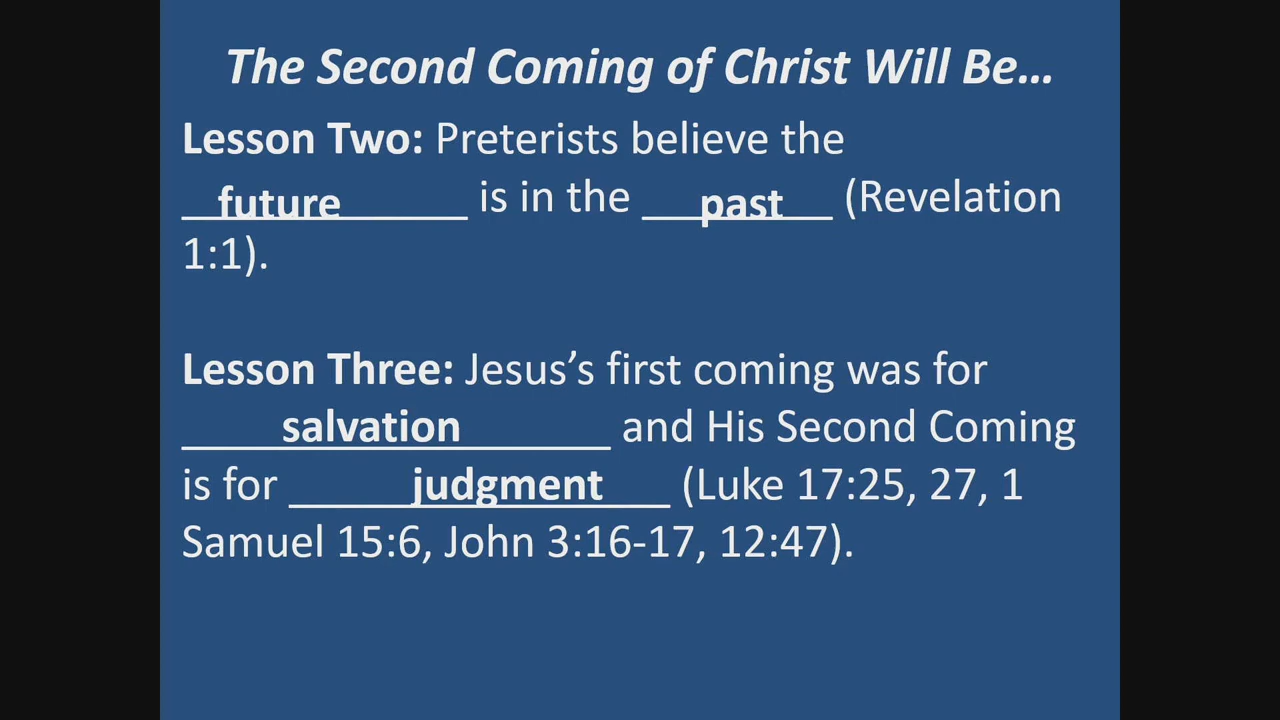 The Second Coming of Christ Will Be...
Lesson Two: Preterists believe the
__future______ is in the ___past___ (Revelation
1:1).
Lesson Three: Jesus’s first coming was for
_____salvation_______ and His Second Coming
is for ______judgment____ (Luke 17:25, 27, 1
Samuel 15:6, John 3:16-17, 12:47).